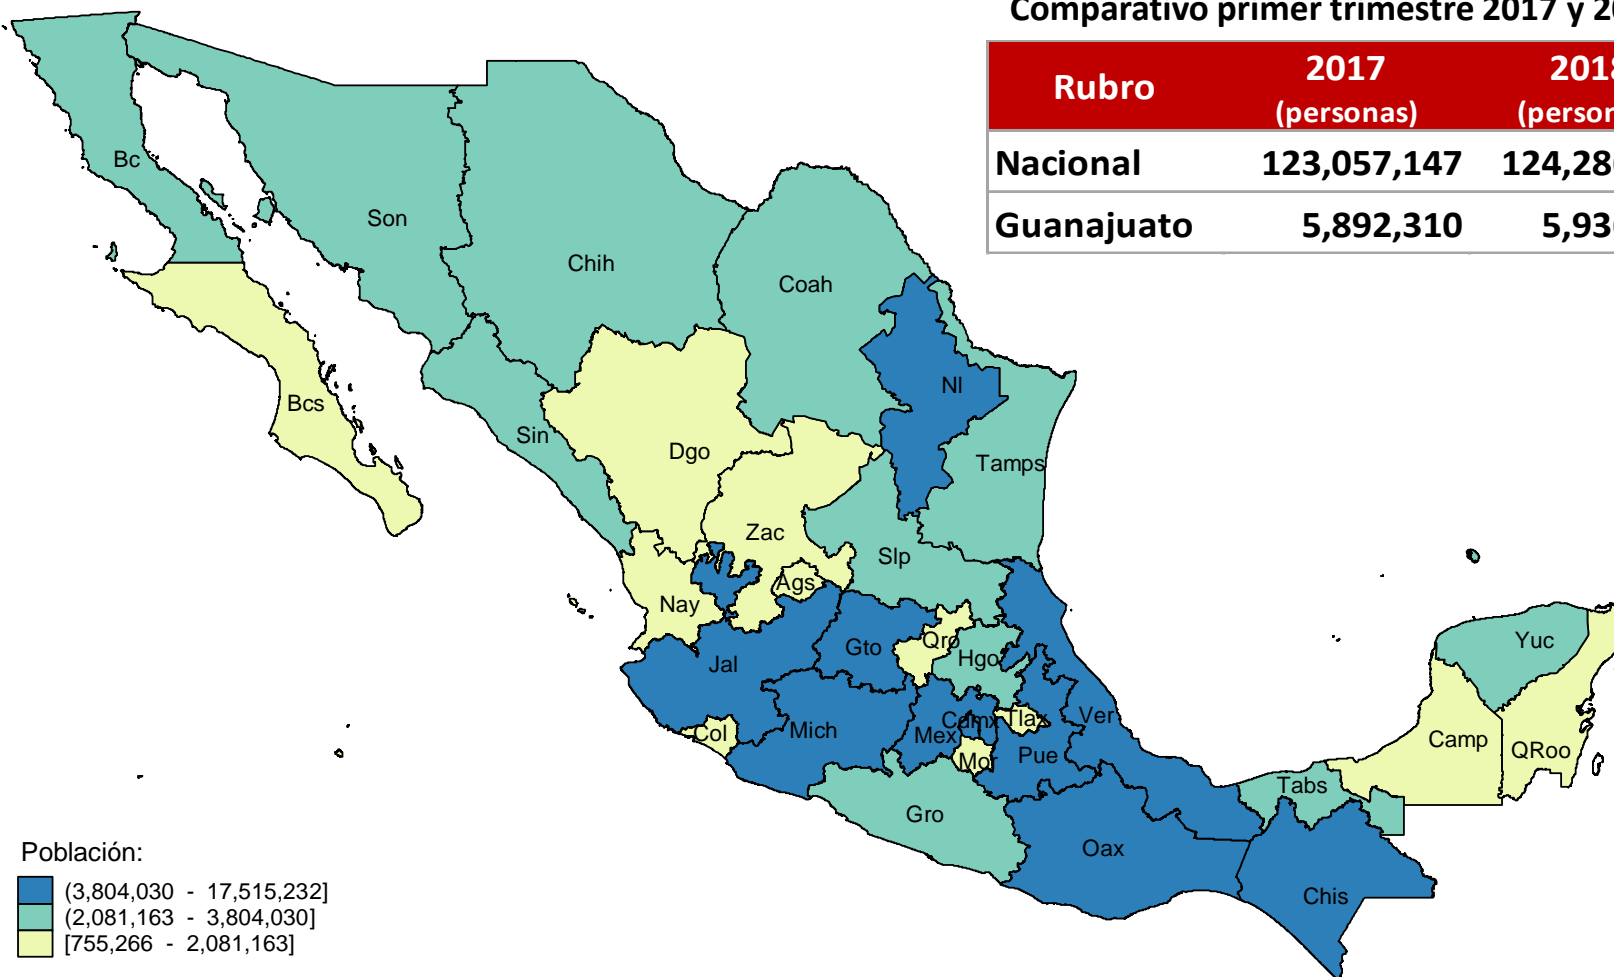 Comparativo primer trimestre 2017 y
Rubro 2017
(personas)
Nacional 123,057,147
Guanajuato 5,892,310
Bc
Son
Chih
Coah
Nl
Bcs
Sin
Dgo
Tamps
Zac
Slp
Ags
Nay
Gto
Qro
Hgo
Yuc
Jal
Col
Mich
Mex
Cdmx
Tlax
Ver
Mor
Pue
Camp
QRoo
Tabs
Gro
Oax
Chis
Población:
(3,804,030 - 17,515,232]
(2,081,163 - 3,804,030]
[755,266 - 2,081,163]